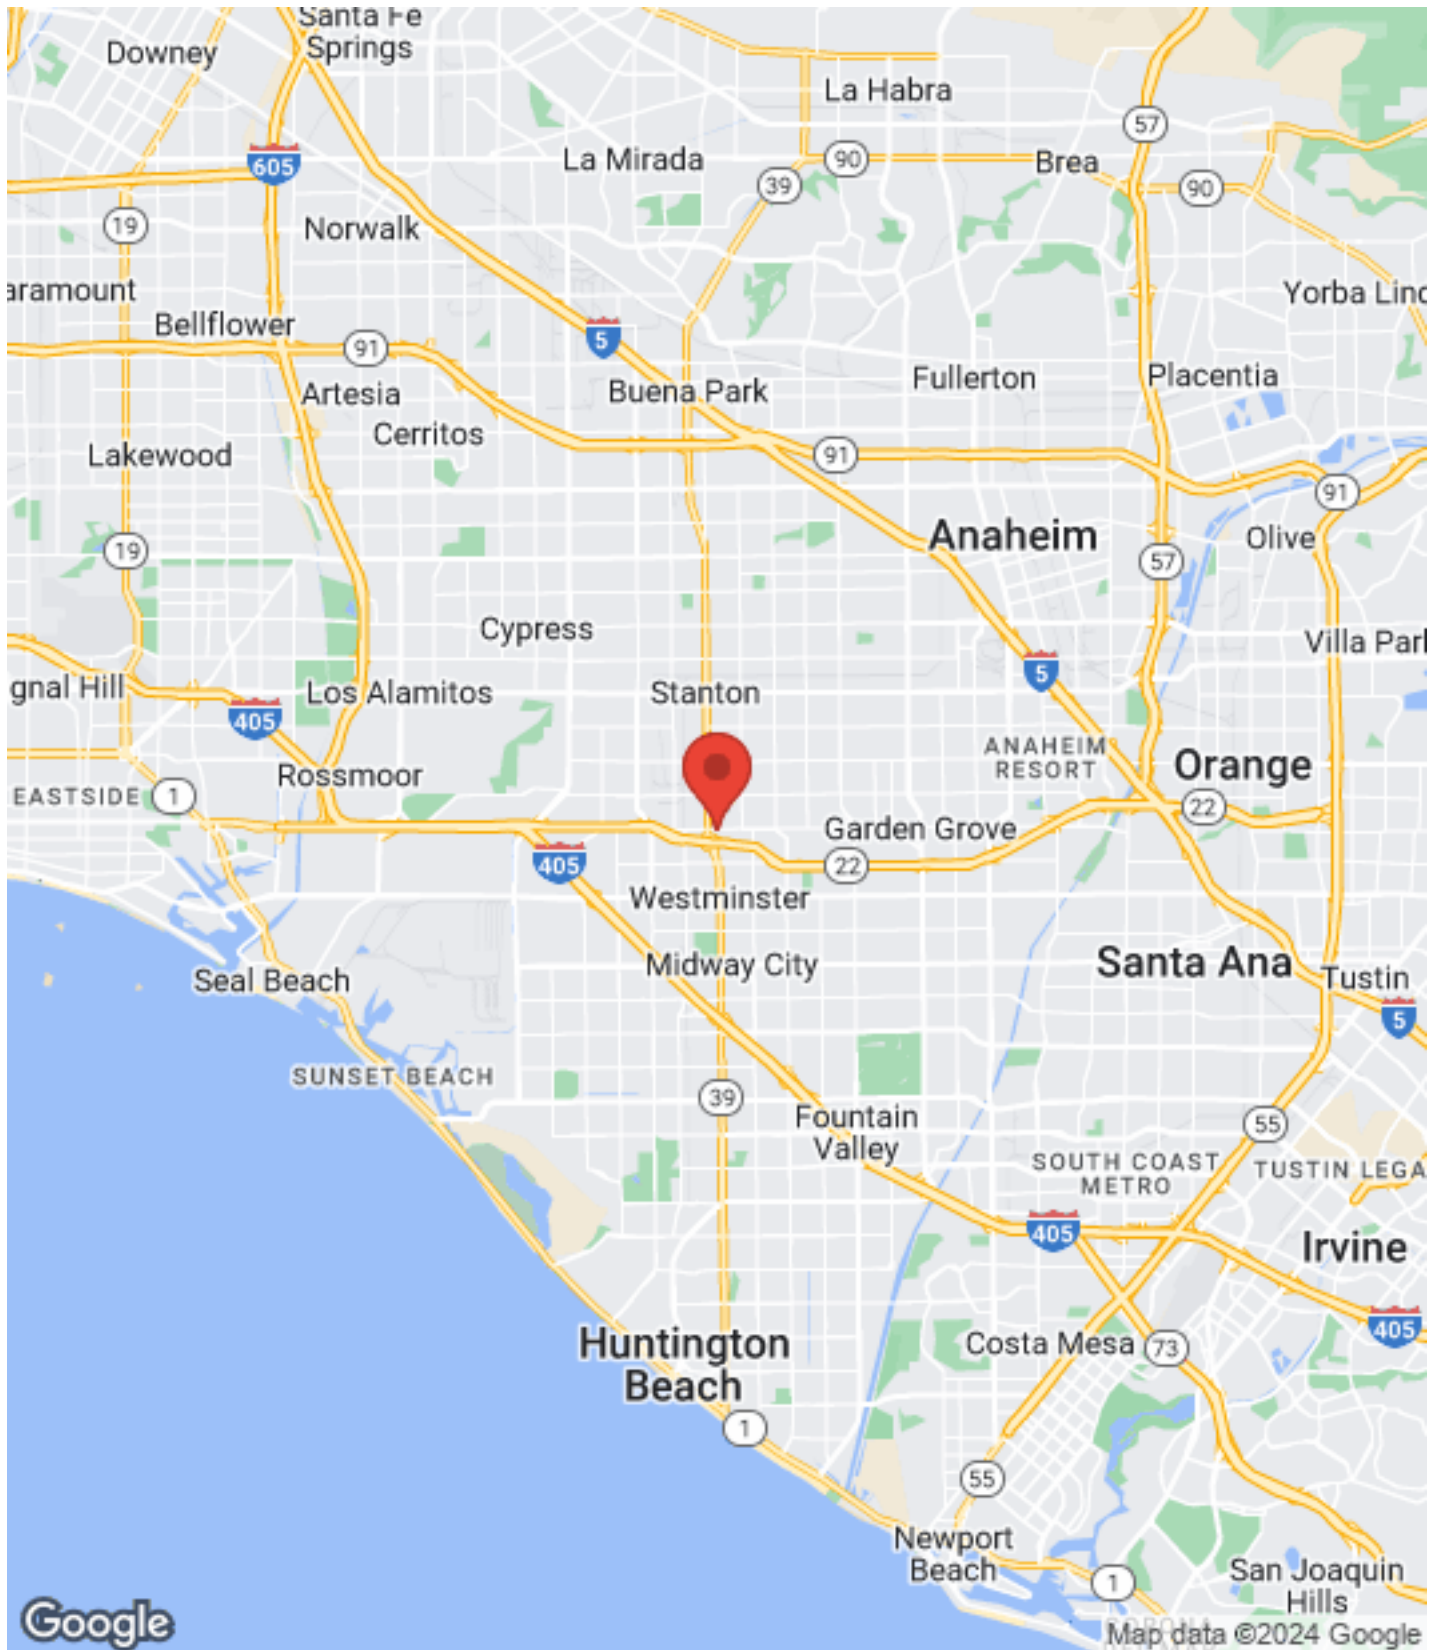 Santa Fe
Springs
Downey
La Habra
57
La Mirada
90
Brea
605
39
90
19
Norwalk
aramount
Yorba Linc
Bellflower
5
91
Fullerton
Placentia
Artesia
Buena Park
Cerritos
Lakewood
91
91
Anaheim
Olive
19
57
Cypress
Villa Parl
5
gnal Hill
Los Alamitos
Stanton
405
ANAHEIM
RESORT
Orange
Rossmoor
EASTSIDE
1
22
Garden Grove
405
22
Westminster
Midway City
Santa Ana
Seal Beach
Tustin
5
SUNSET BEACH
39
Fountain
Valley
55
SOUTH COAST
METRO
TUSTIN LEGA
405
Irvine
405
Huntington
Beach
Costa Mesa
73
1
55
Newport
Beach
San Joaquin
Hills
1
Google
Map data ©2024 Google